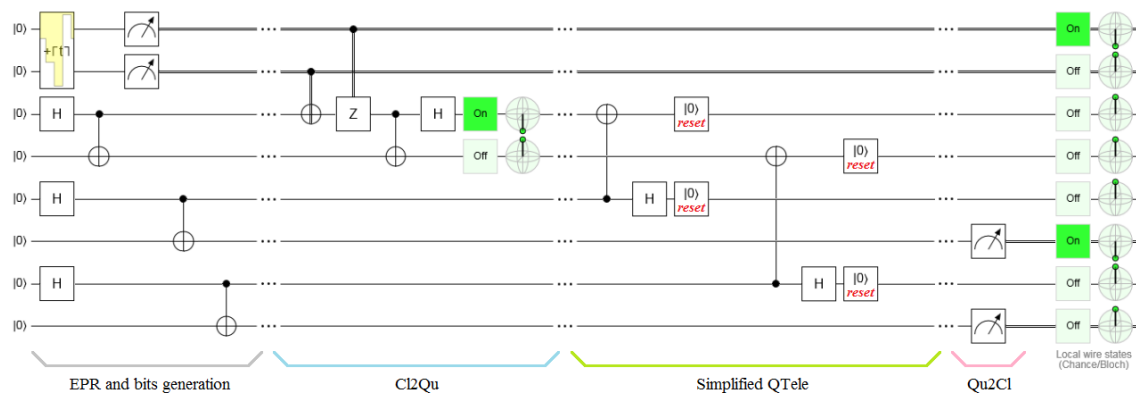 |0⟩ ··· ··· ··· On
|0⟩ ··· ··· ··· Off
|0⟩ H ··· Z H On ··· |0⟩ ··· Off
reset
|0⟩ ··· Off ··· |0⟩ ··· Off
reset
|0⟩ H ··· ··· H |0⟩ ··· Off
reset
|0⟩ ··· ··· ··· On
|0⟩ H ··· ··· H |0⟩ ··· Off
reset
|0⟩ ··· ··· ··· Off
Local wire states
(Chance/Bloch)
EPR and bits generation Cl2Qu Simplified QTele Qu2Cl